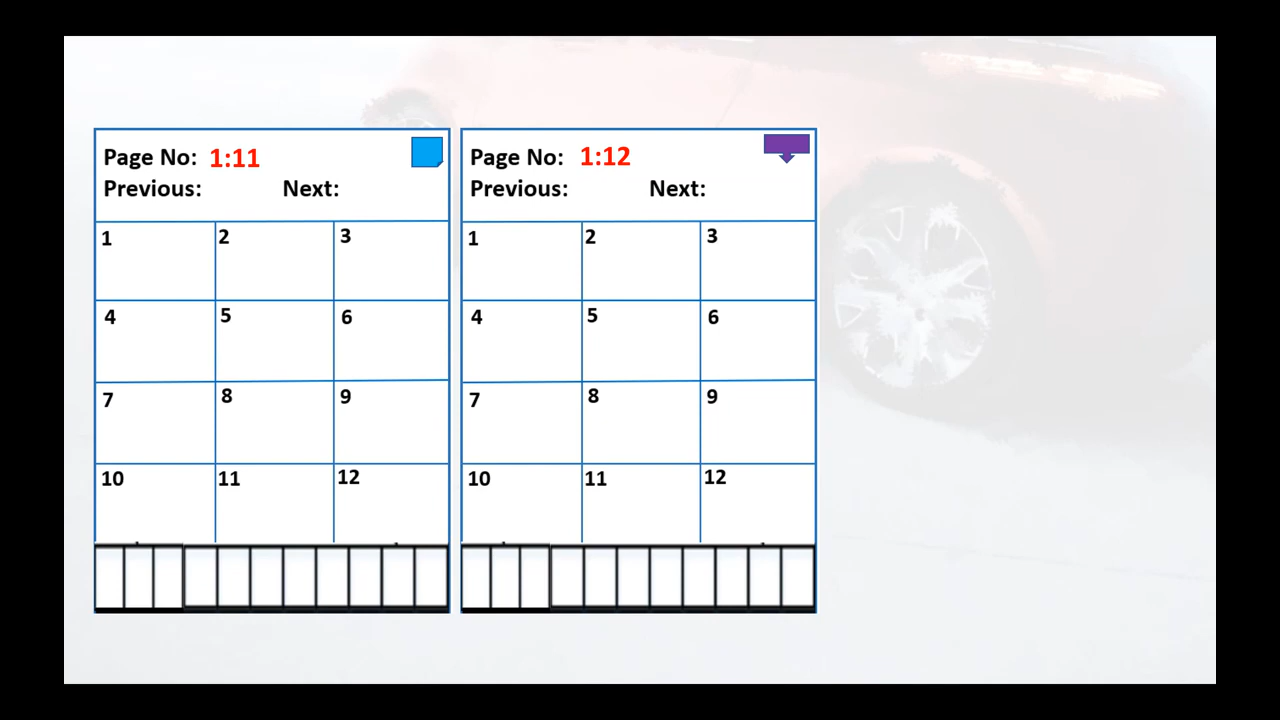 Page No: 1:11
Previous: Next:
1 2 3
4 5 6
7 8 9
10 11 12
Page No: 1:12
Previous: Next:
1 2 3
4 5 6
7 8 9
10 11 12